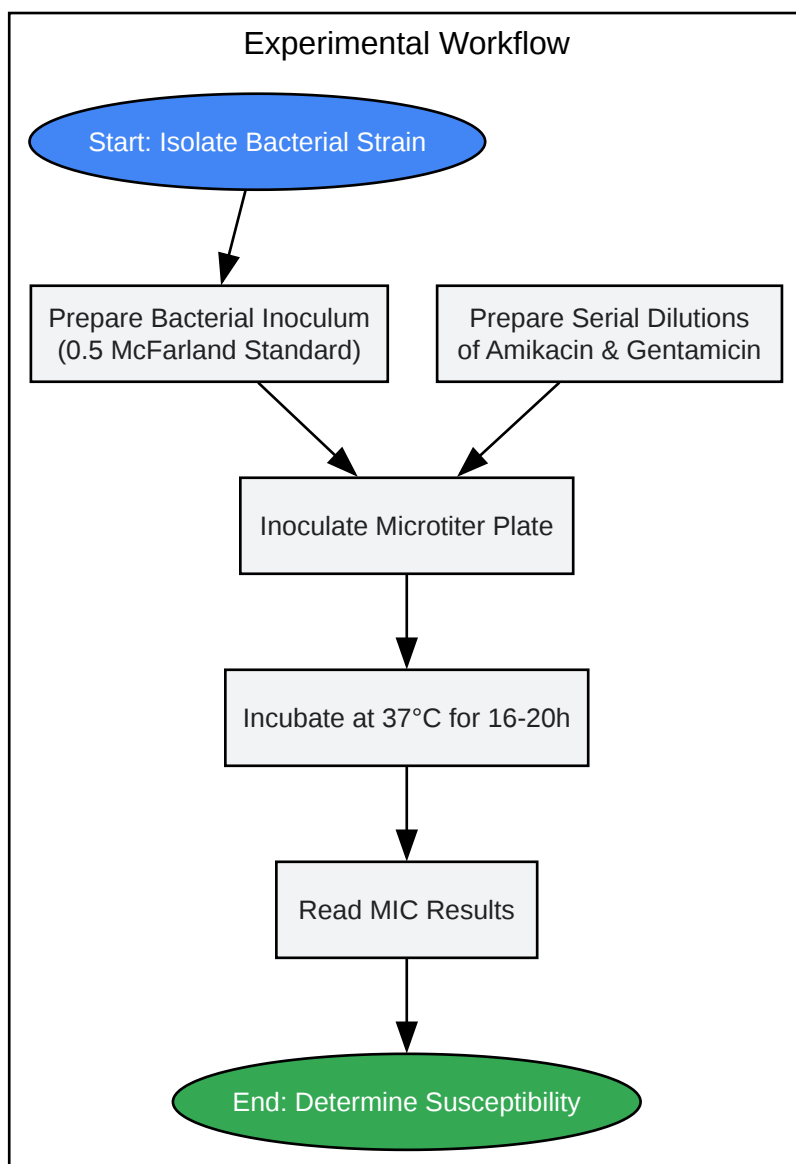 Experimental Workflow
Start: Isolate Bacterial Strain
Prepare Bacterial Inoculum
(0.5 McFarland Standard)
Prepare Serial Dilutions
of Amikacin & Gentamicin
Inoculate Microtiter Plate
Incubate at 37°C for 16-20h
Read MIC Results
End: Determine Susceptibility